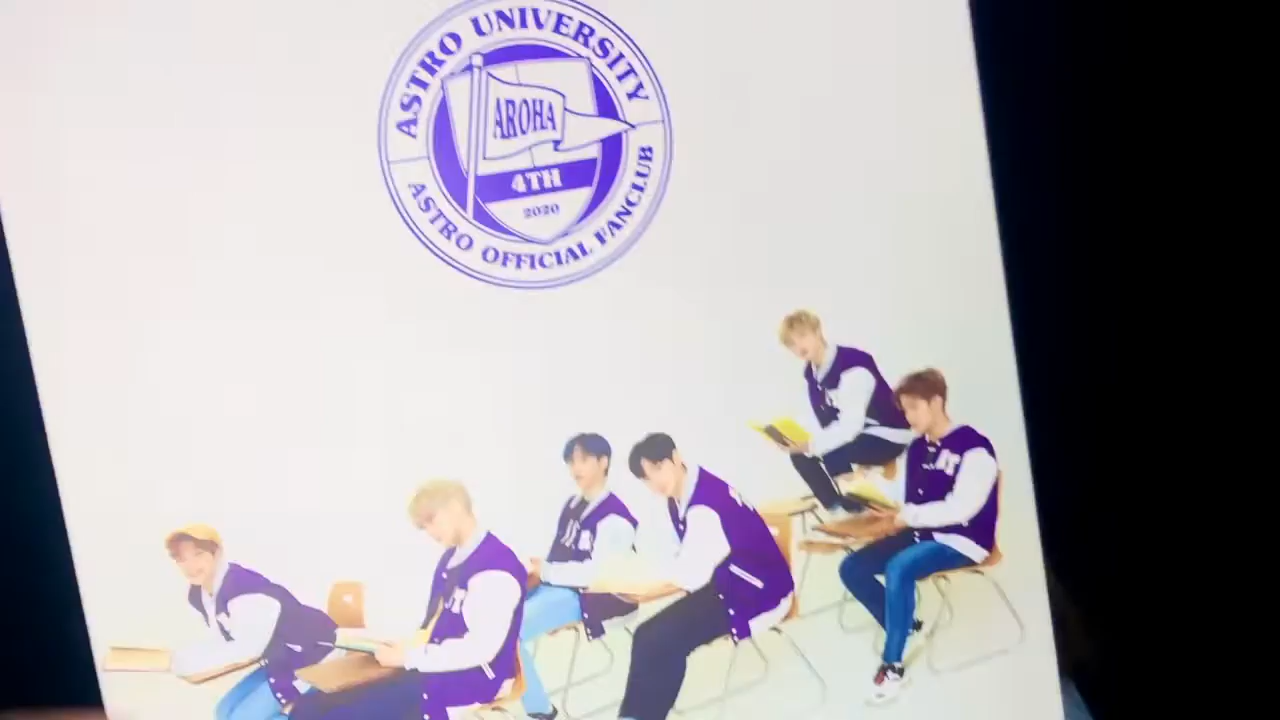 ASTRO UNIVERSITY
AROHA
4TH
2020
ASTRO OFFICIAL FANCLUB